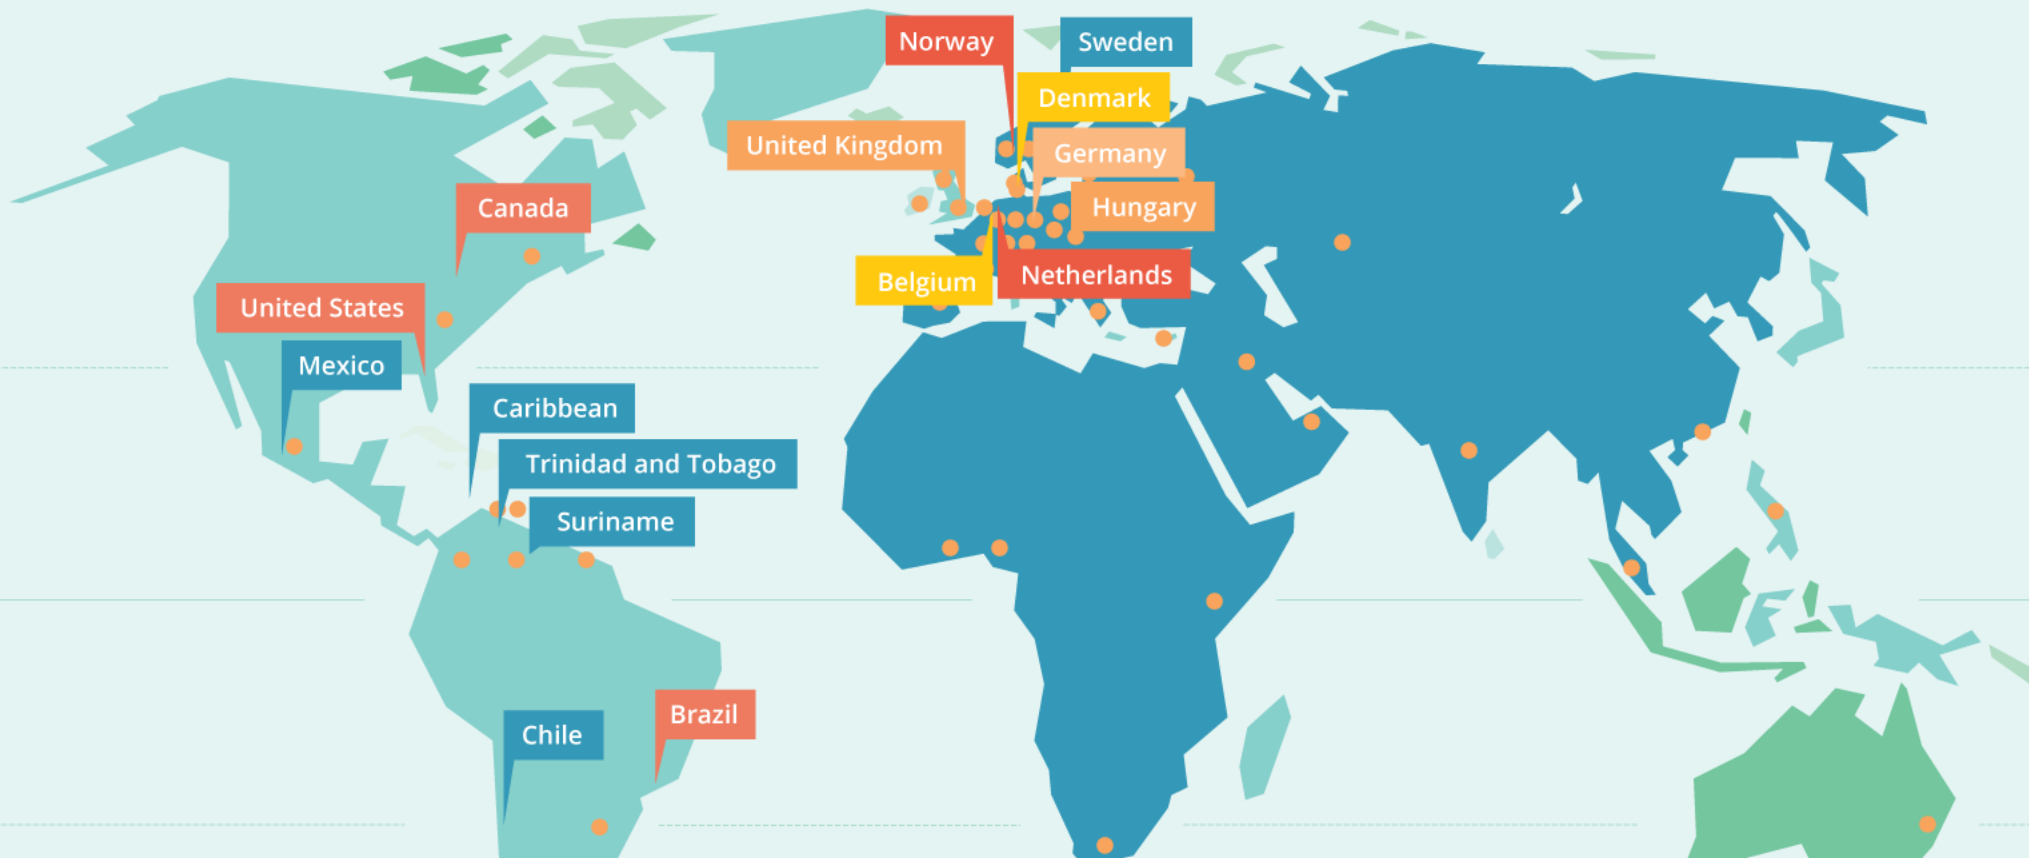 Norway
Sweden
Denmark
United Kingdom
Germany
Canada
Hungary
Belgium
Netherlands
United States
Mexico
Caribbean
Trinidad and Tobago
Suriname
Brazil
Chile